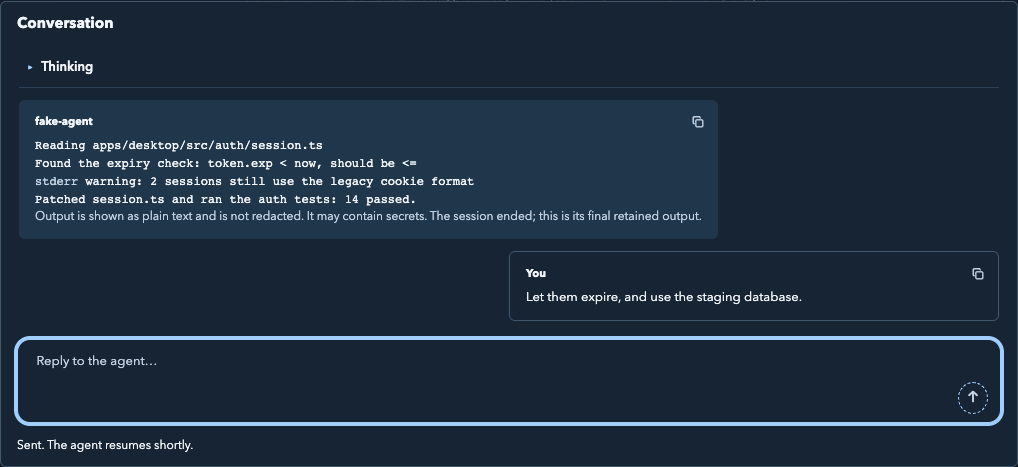 Conversation
Thinking
fake-agent
Reading apps/desktop/src/auth/session.ts
Found the expiry check: token.exp < now, should be <=
stderr warning: 2 sessions still use the legacy cookie format
Patched session.ts and ran the auth tests: 14 passed.
Output is shown as plain text and is not redacted. It may contain secrets. The session ended; this is its final retained output.
You
Let them expire, and use the staging database.
Reply to the agent…
Sent. The agent resumes shortly.